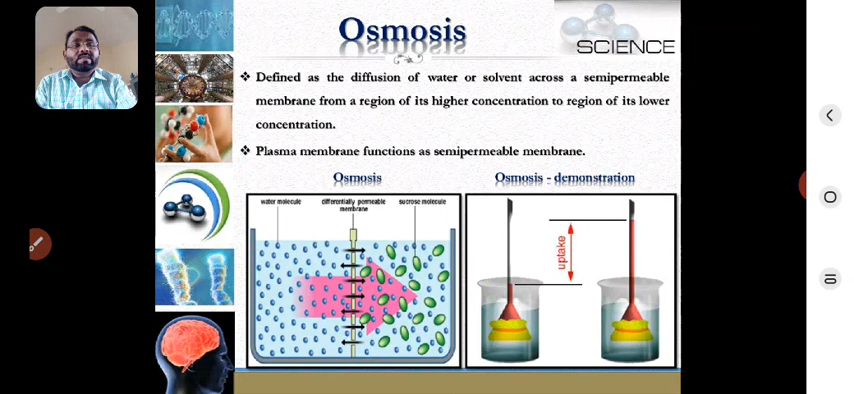 Osmosis
SCIENCE
❖ Defined as the diffusion of water or solvent across a semipermeable
membrane from a region of its higher concentration to region of its lower
concentration.
❖ Plasma membrane functions as semipermeable membrane.
Osmosis
Osmosis - demonstration
water molecule
differentially permeable
membrane
sucrose molecule
uptake